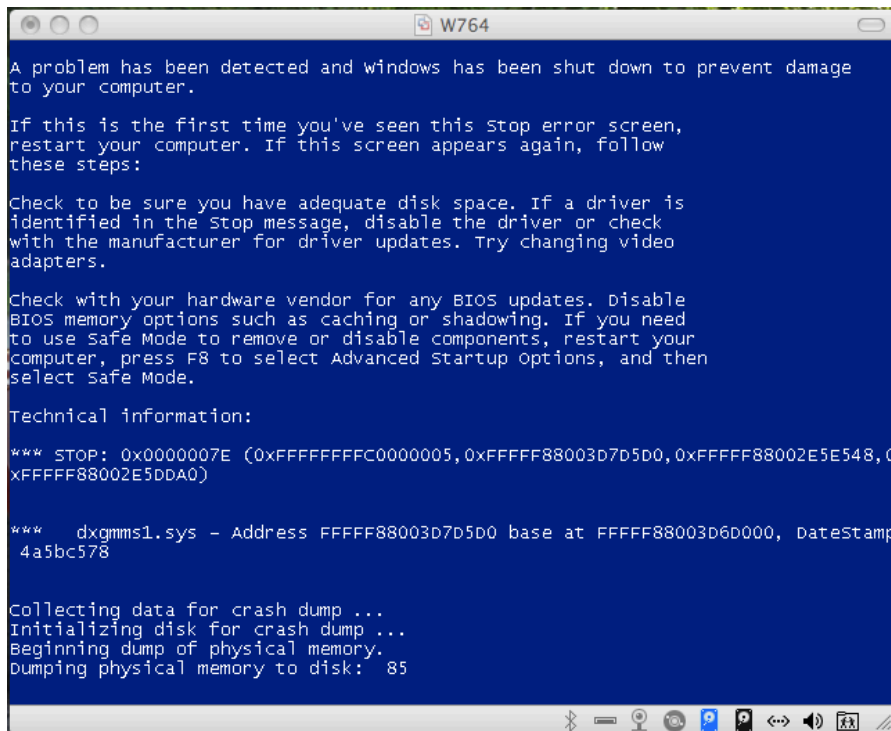 W764
A problem has been detected and Windows has been shut down to prevent damage
to your computer.
If this is the first time you've seen this Stop error screen,
restart your computer. If this screen appears again, follow
these steps:
Check to be sure you have adequate disk space. If a driver is
identified in the Stop message, disable the driver or check
with the manufacturer for driver updates. Try changing video
adapters.
Check with your hardware vendor for any BIOS updates. Disable
BIOS memory options such as caching or shadowing. If you need
to use Safe Mode to remove or disable components, restart your
computer, press F8 to select Advanced Startup Options, and then
select Safe Mode.
Technical information:
*** STOP: 0x0000007E (0xFFFFFFFFC0000005,0xFFFFF88003D7D5D0,0xFFFFF88002E5E548,0
xFFFFF88002E5DDA0)
***   dxgmms1.sys - Address FFFFF88003D7D5D0 base at FFFFF88003D6D000, DateStamp
4a5bc578
Collecting data for crash dump ...
Initializing disk for crash dump ...
Beginning dump of physical memory.
Dumping physical memory to disk:  85